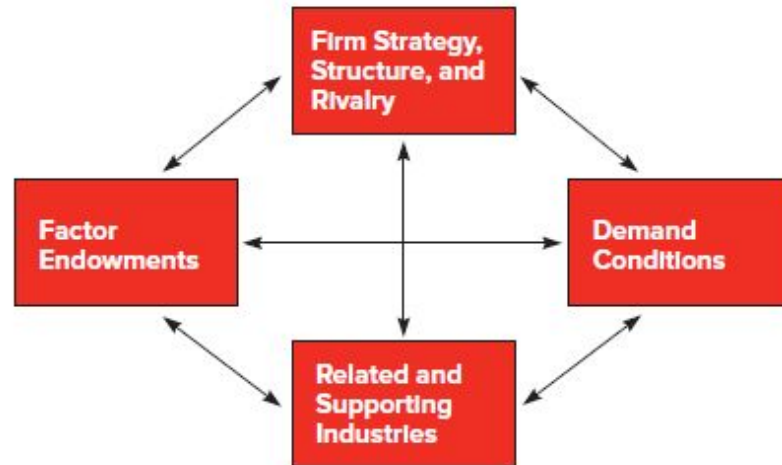 Firm Strategy,
Structure, and
Rivalry
Factor
Endowments
Demand
Conditions
Related and
Supporting
Industries